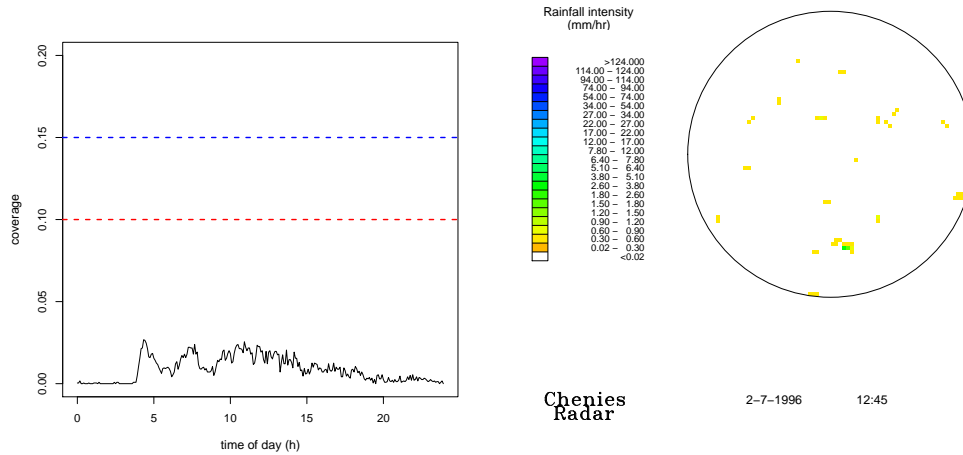 0.20
0.15
0.10
0.05
0.00
coverage
0 5 10 15 20
time of day (h)
Rainfall intensity
(mm/hr)
>124.000
114.00 − 124.00
94.00 − 114.00
74.00 − 94.00
54.00 − 74.00
34.00 − 54.00
27.00 − 34.00
22.00 − 27.00
17.00 − 22.00
12.00 − 17.00
7.80 − 12.00
6.40 − 7.80
5.10 − 6.40
3.80 − 5.10
2.60 − 3.80
1.80 − 2.60
1.50 − 1.80
1.20 − 1.50
0.90 − 1.20
0.60 − 0.90
0.30 − 0.60
0.02 − 0.30
<0.02
Chenies
Radar
2−7−1996 12:45